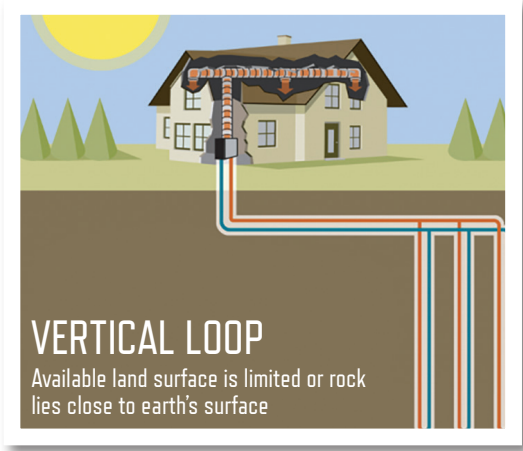 VERTICAL LOOP
Available land surface is limited or rock
lies close to earth's surface